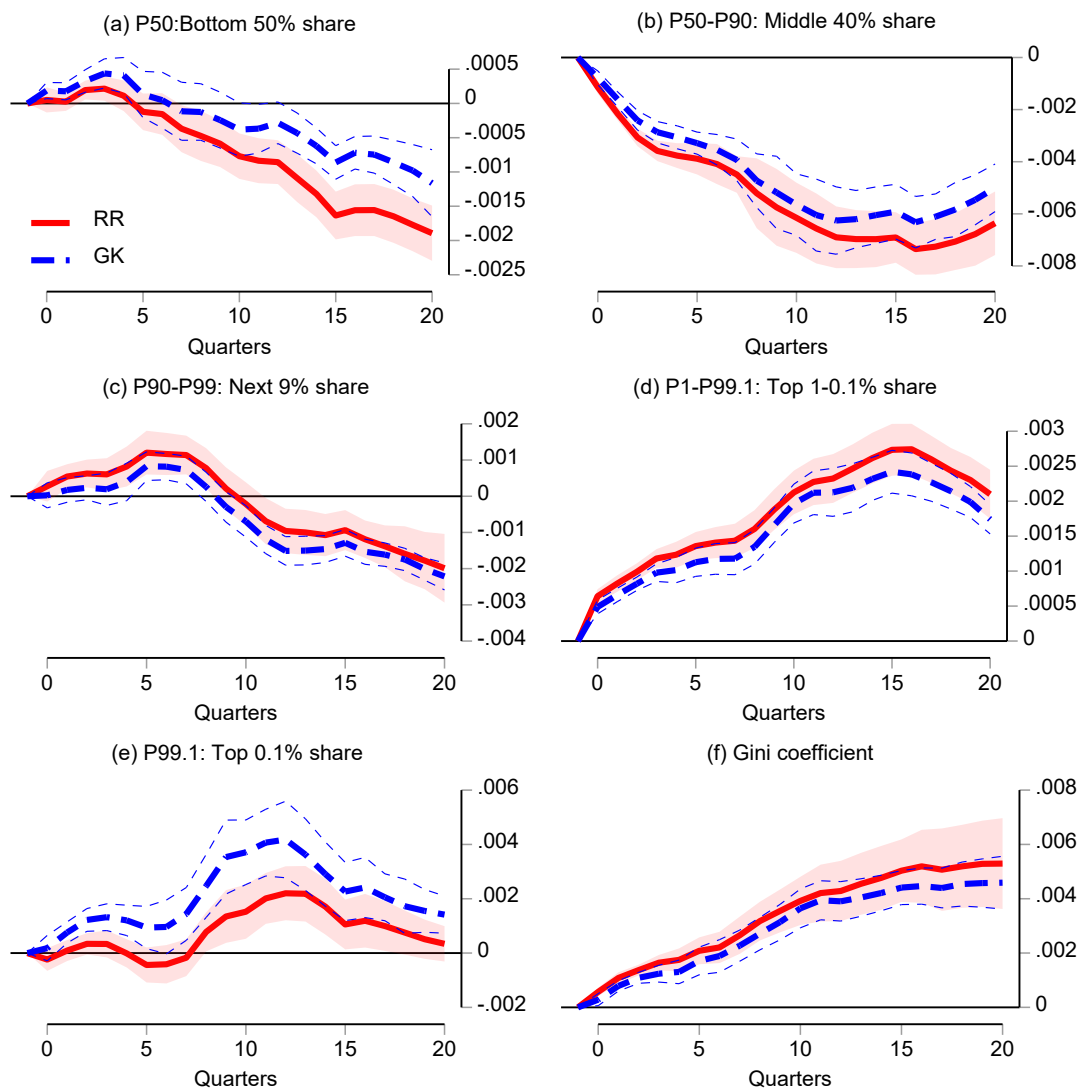 (a) P50:Bottom 50% share
.0005
0
-.0005
-.001
-.0015
-.002
-.0025
RR
GK
0 5 10 15 20
Quarters
(b) P50-P90: Middle 40% share
0
-.002
-.004
-.006
-.008
0 5 10 15 20
Quarters
(c) P90-P99: Next 9% share
.002
.001
0
-.001
-.002
-.003
-.004
0 5 10 15 20
Quarters
(d) P1-P99.1: Top 1-0.1% share
.003
.0025
.002
.0015
.001
.0005
0
0 5 10 15 20
Quarters
(e) P99.1: Top 0.1% share
.006
.004
.002
0
-.002
0 5 10 15 20
Quarters
(f) Gini coefficient
.008
.006
.004
.002
0
0 5 10 15 20
Quarters